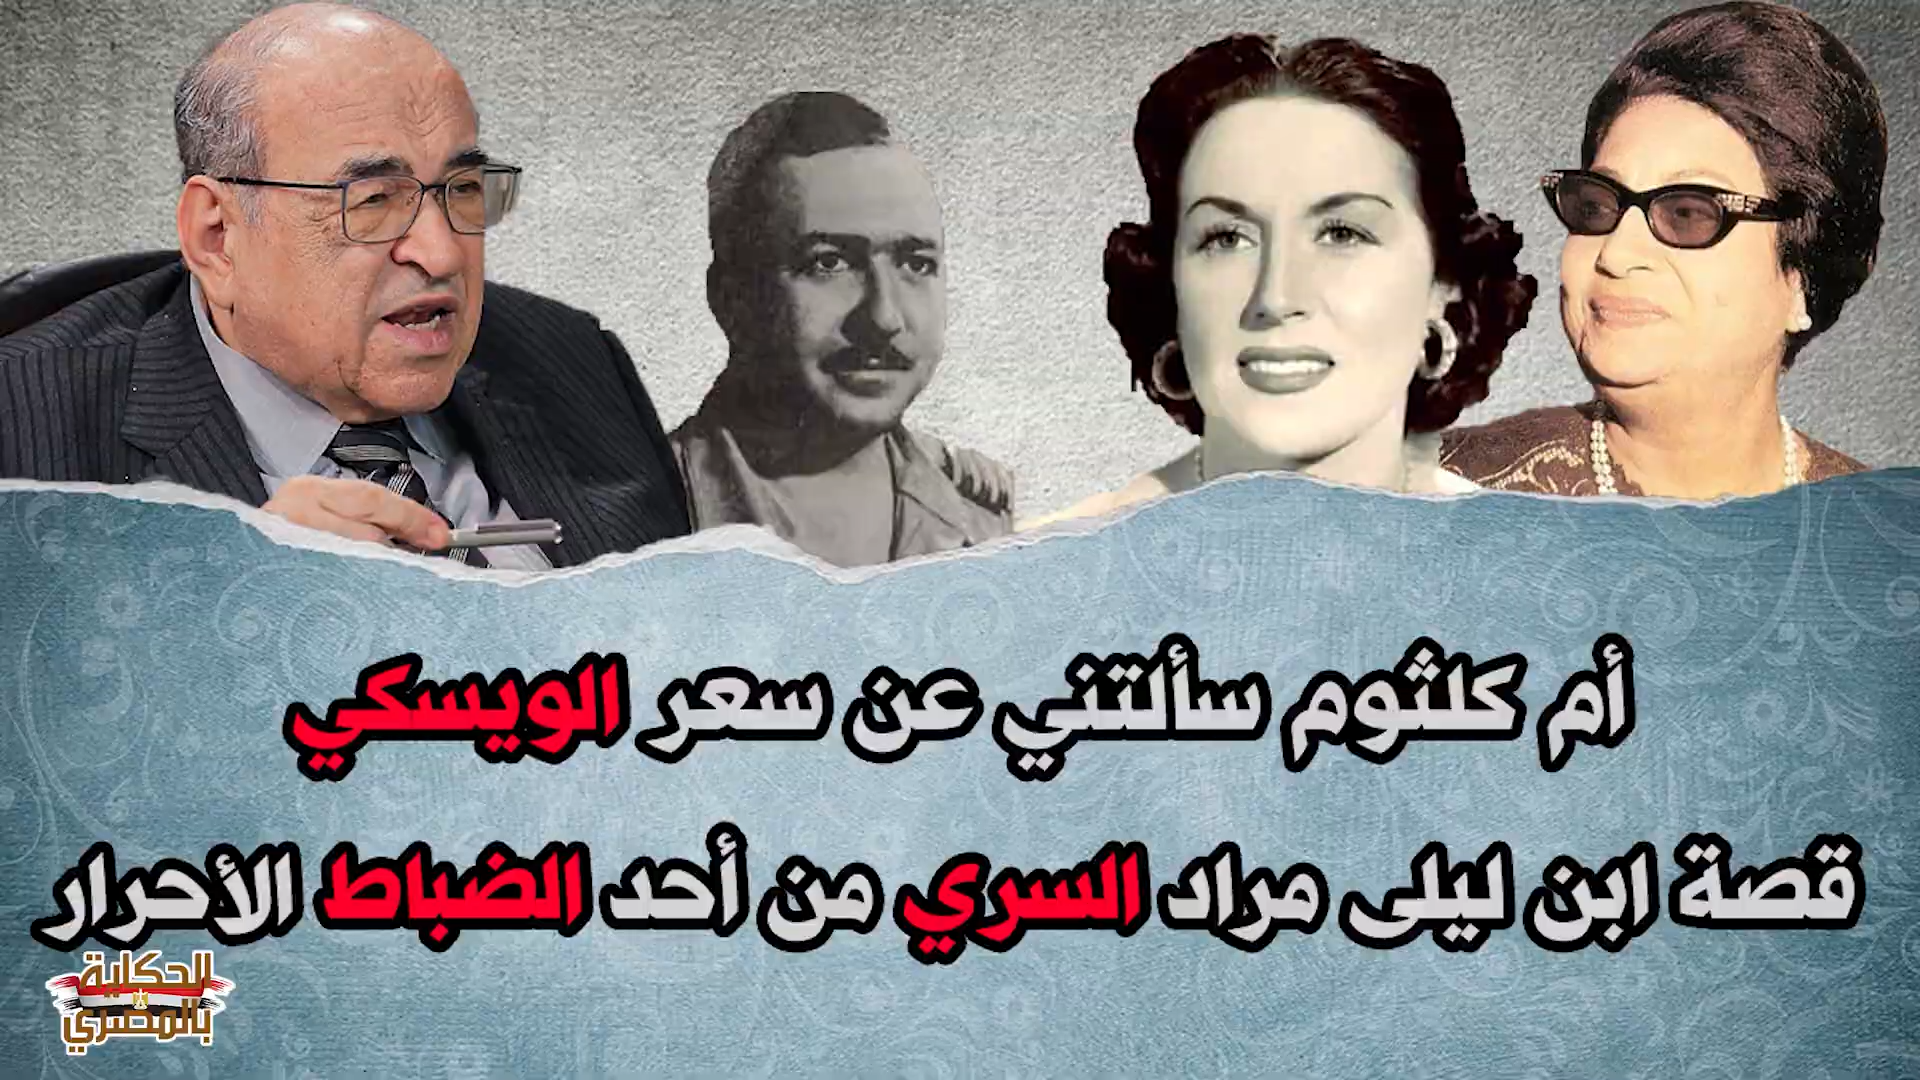 أم كلثوم سألتني عن سعر الويسكي
قصة ابن ليلى مراد السري من أحد الضباط الأحرار
الحكاية
بالمصري